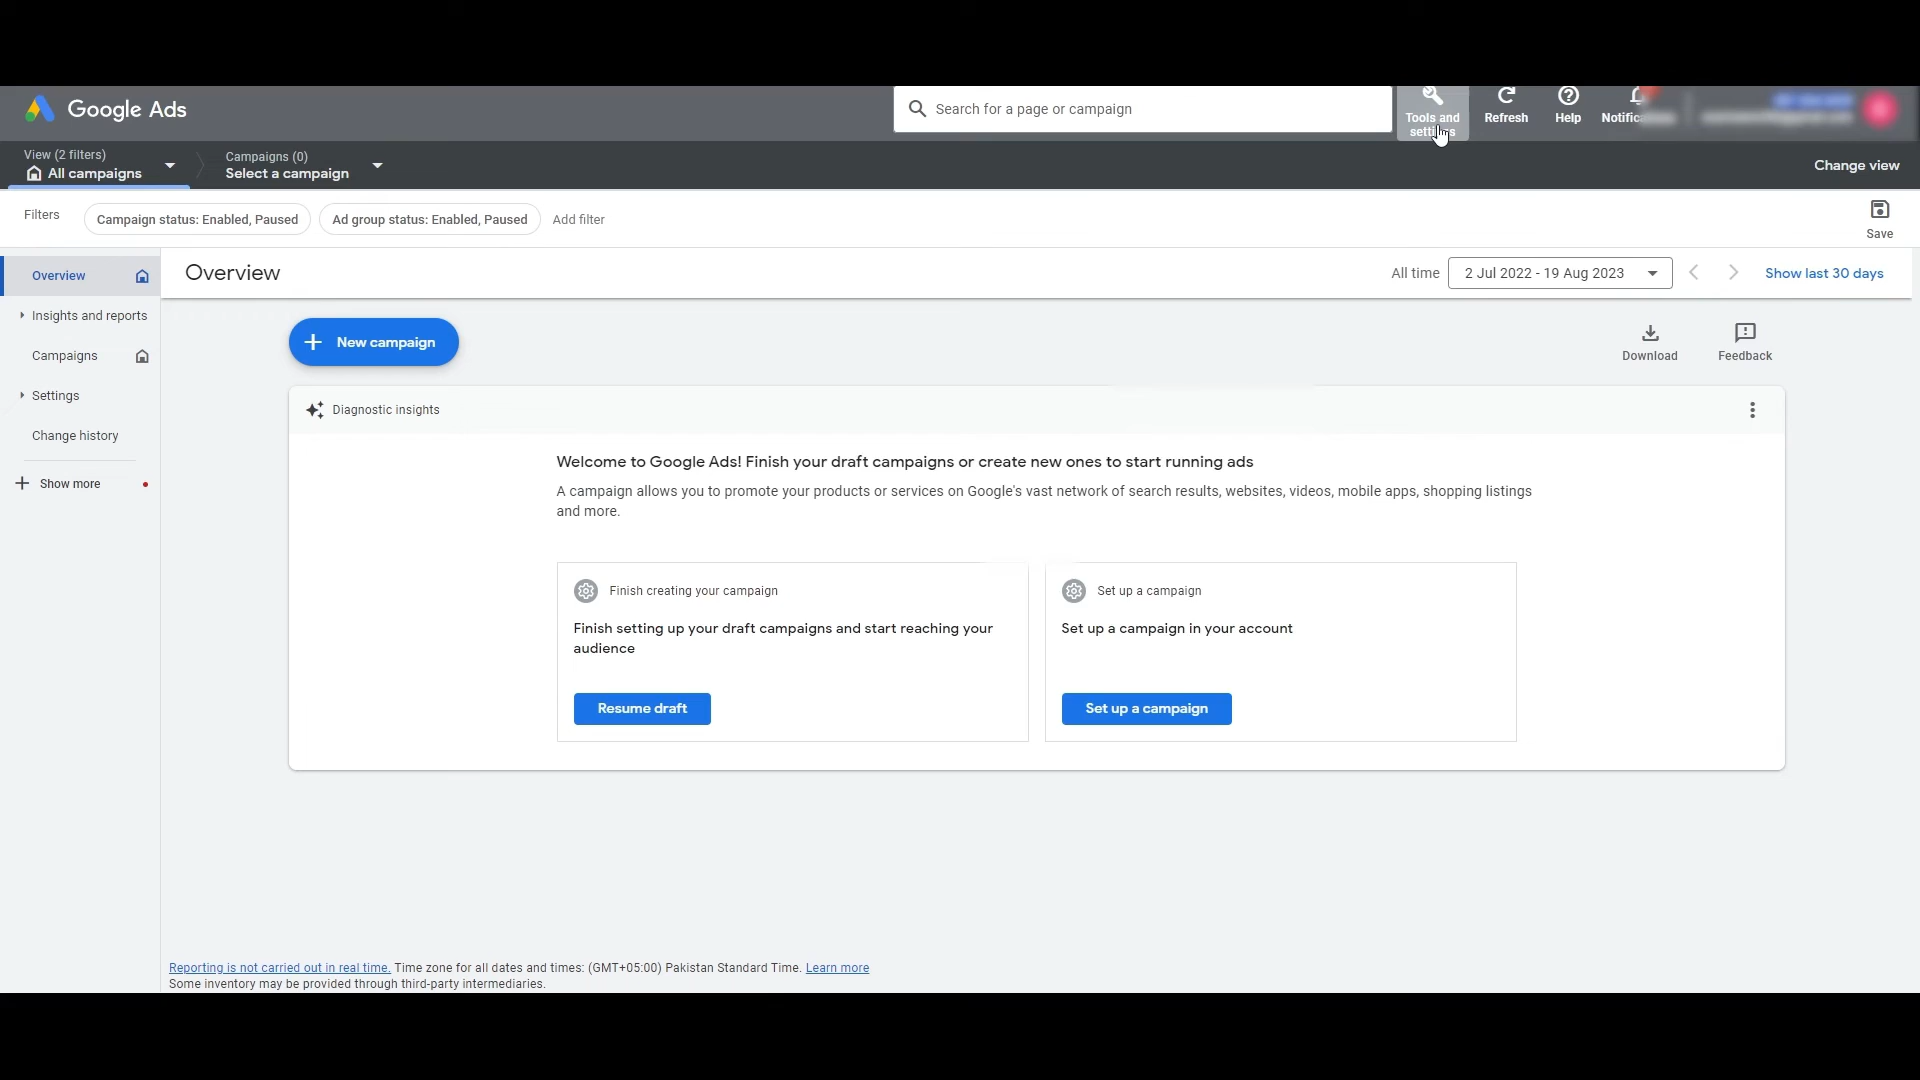 Google Ads
Search for a page or campaign
Tools and
settings
Refresh
Help
View (2 filters)
All campaigns
Campaigns (0)
Select a campaign
Change view
Filters
Campaign status: Enabled, Paused
Ad group status: Enabled, Paused
Add filter
Save
Overview
Insights and reports
Campaigns
Settings
Change history
Show more
Overview
All time
2 Jul 2022 - 19 Aug 2023
Show last 30 days
New campaign
Download
Feedback
Diagnostic insights
Welcome to Google Ads! Finish your draft campaigns or create new ones to start running ads
A campaign allows you to promote your products or services on Google's vast network of search results, websites, videos, mobile apps, shopping listings
and more.
Finish creating your campaign
Finish setting up your draft campaigns and start reaching your
audience
Resume draft
Set up a campaign
Set up a campaign in your account
Set up a campaign
Reporting is not carried out in real time. Time zone for all dates and times: (GMT+05:00) Pakistan Standard Time. Learn more
Some inventory may be provided through third-party intermediaries.